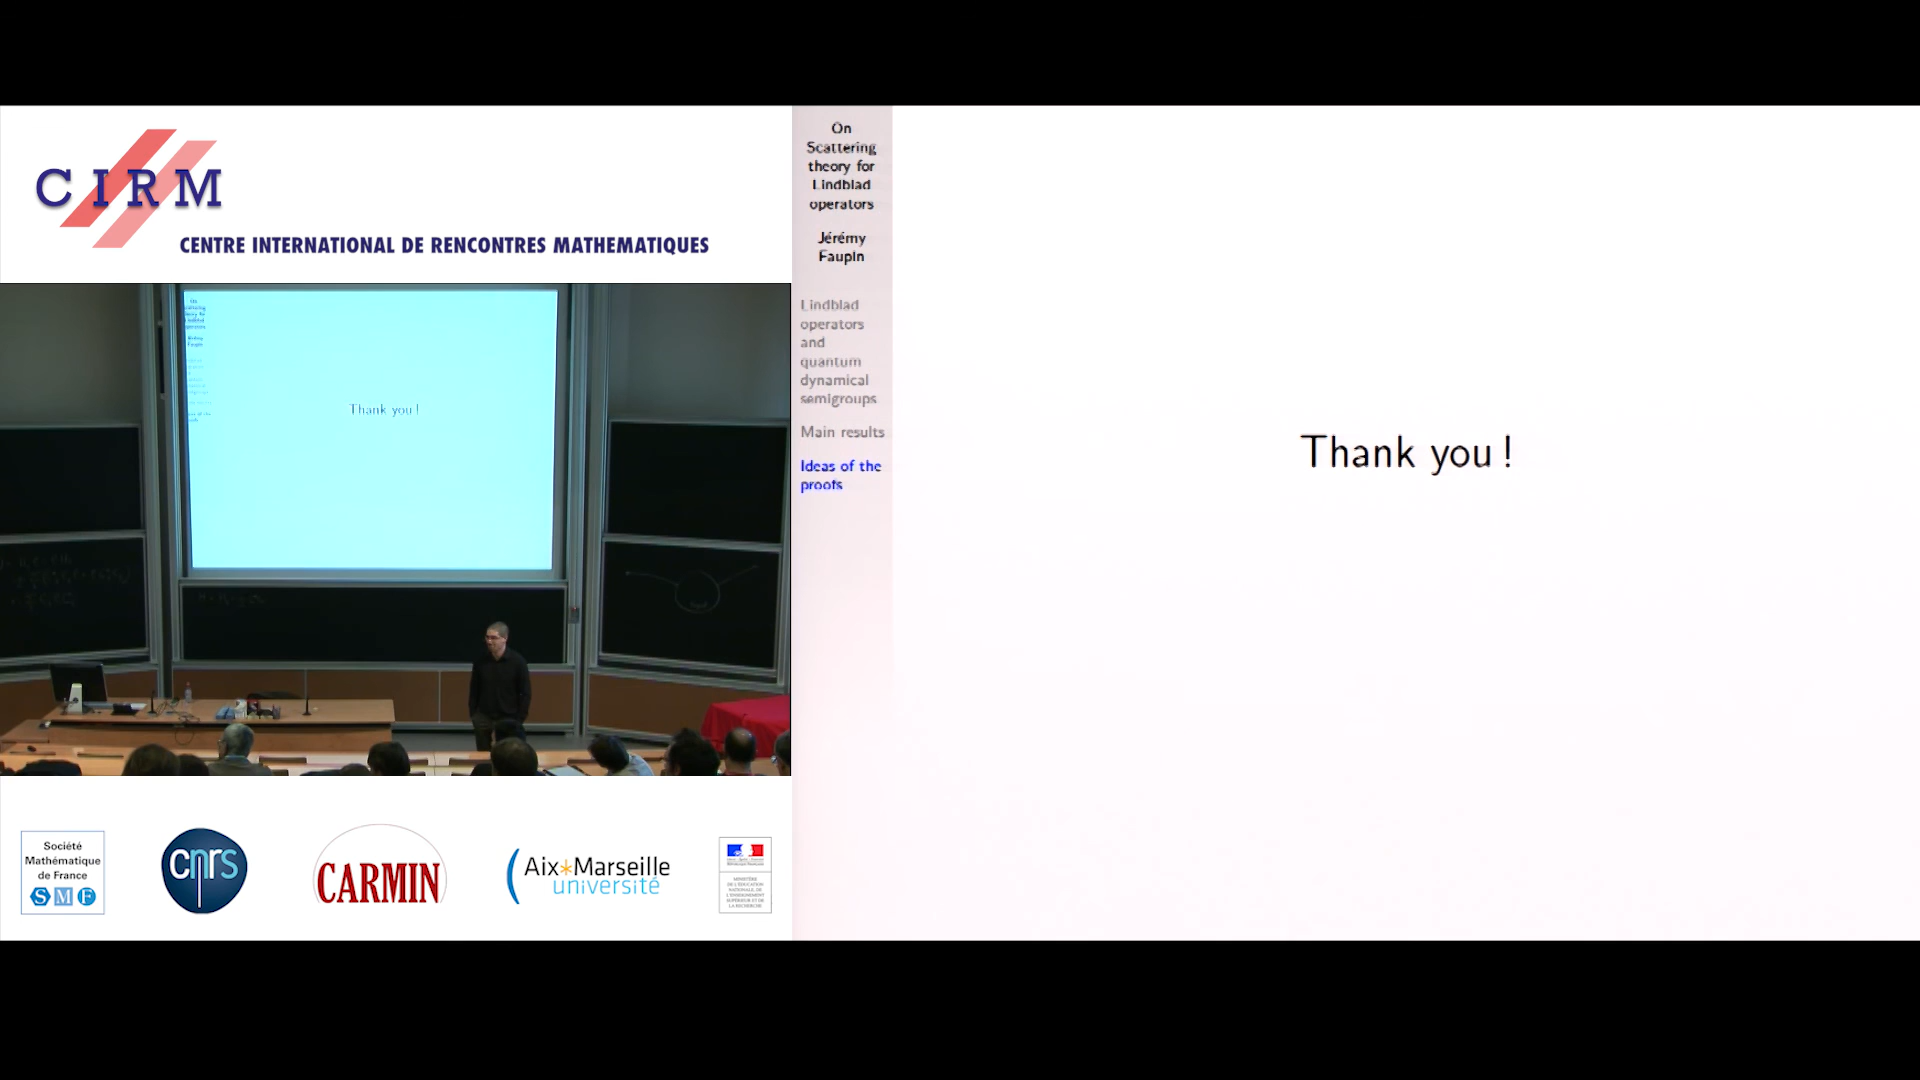 CIRM
CENTRE INTERNATIONAL DE RENCONTRES MATHEMATIQUES
Thank you !
Société
Mathématique
de France
SMF
cnrs
CARMIN
Aix*Marseille
université
On
Scattering
theory for
Lindblad
operators
Jérémy
Faupin
Lindblad
operators
and
quantum
dynamical
semigroups
Main results
Ideas of the
proofs
Thank you !